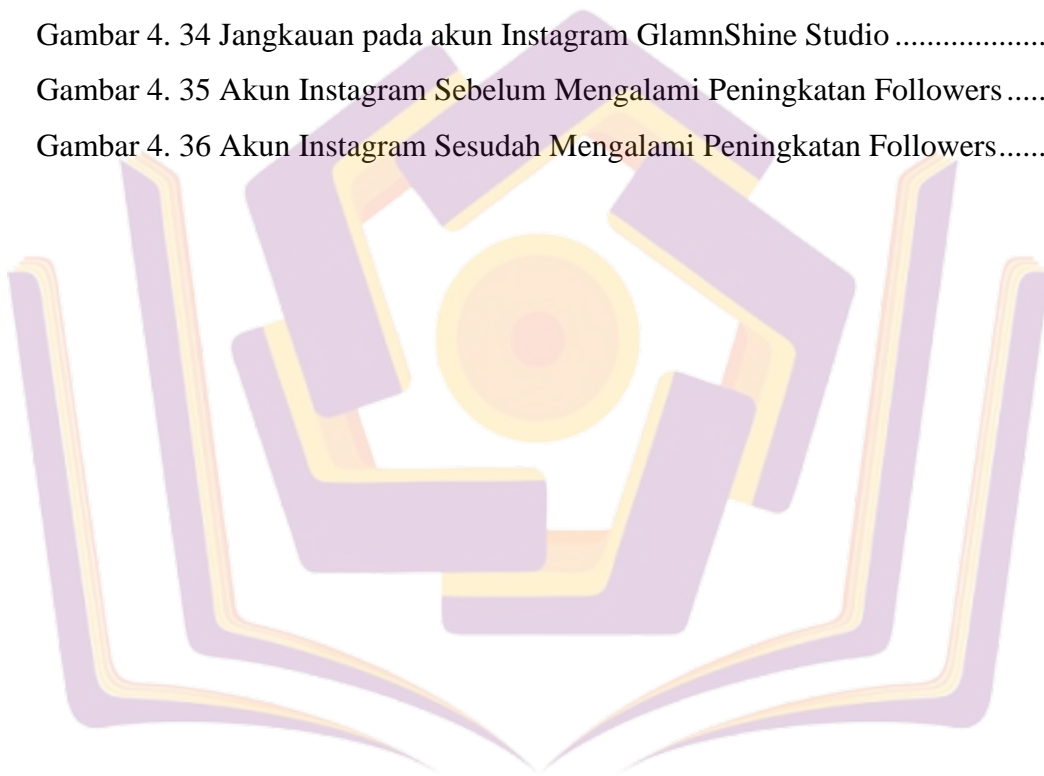 Gambar 4. 34 Jangkauan pada akun Instagram GlamnShine Studio ..................
Gambar 4. 35 Akun Instagram Sebelum Mengalami Peningkatan Followers .....
Gambar 4. 36 Akun Instagram Sesudah Mengalami Peningkatan Followers......